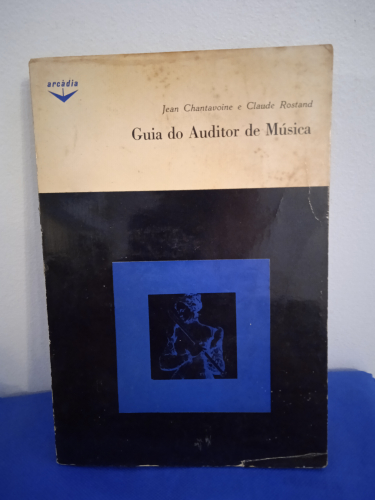 arcádia
Jean Chantavoine e Claude Rostand
Guia do Auditor de Música